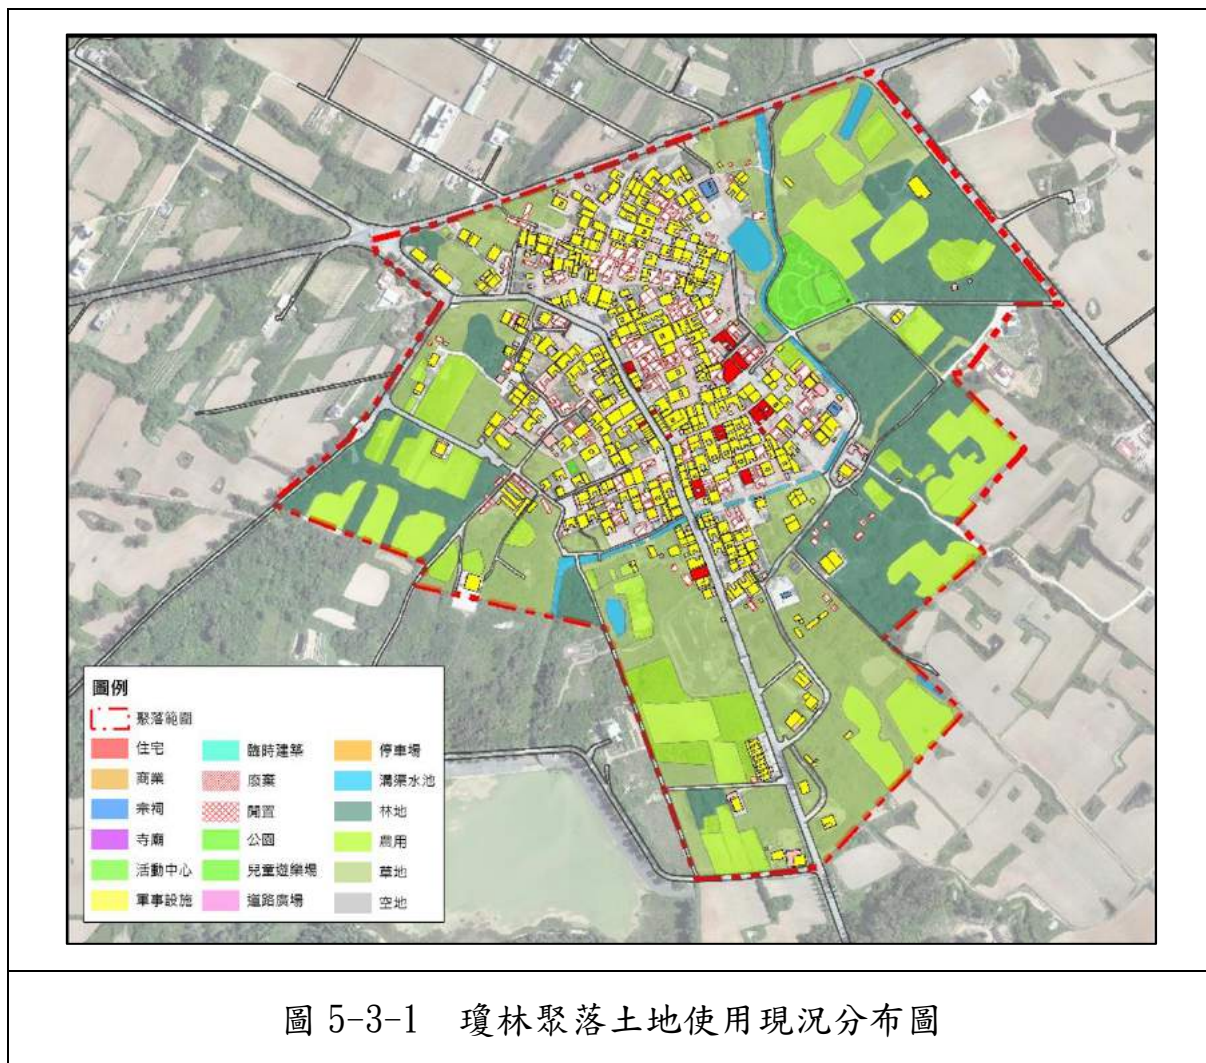 圖例
聚落範圍
住宅 臨時建築 停車場
商業 廢棄 溝渠水池
宗祠 閒置 林地
寺廟 公園 農用
活動中心 兒童遊樂場 草地
軍事設施 道路廣場 空地
圖 5-3-1 瓊林聚落土地使用現況分布圖